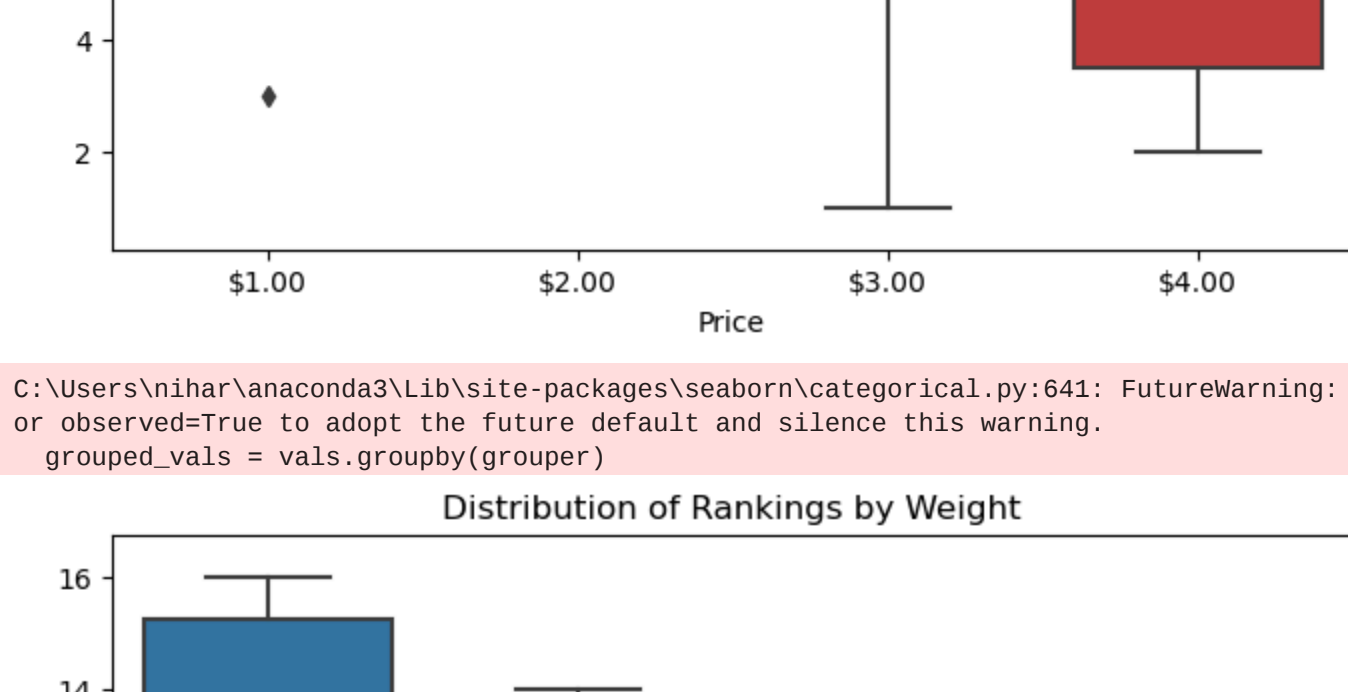 4
2
$1.00 $2.00 $3.00 $4.00
Price
C:\Users\nihar\anaconda3\Lib\site-packages\seaborn\categorical.py:641: FutureWarning:
or observed=True to adopt the future default and silence this warning.
grouped_vals = vals.groupby(grouper)
Distribution of Rankings by Weight
16
14